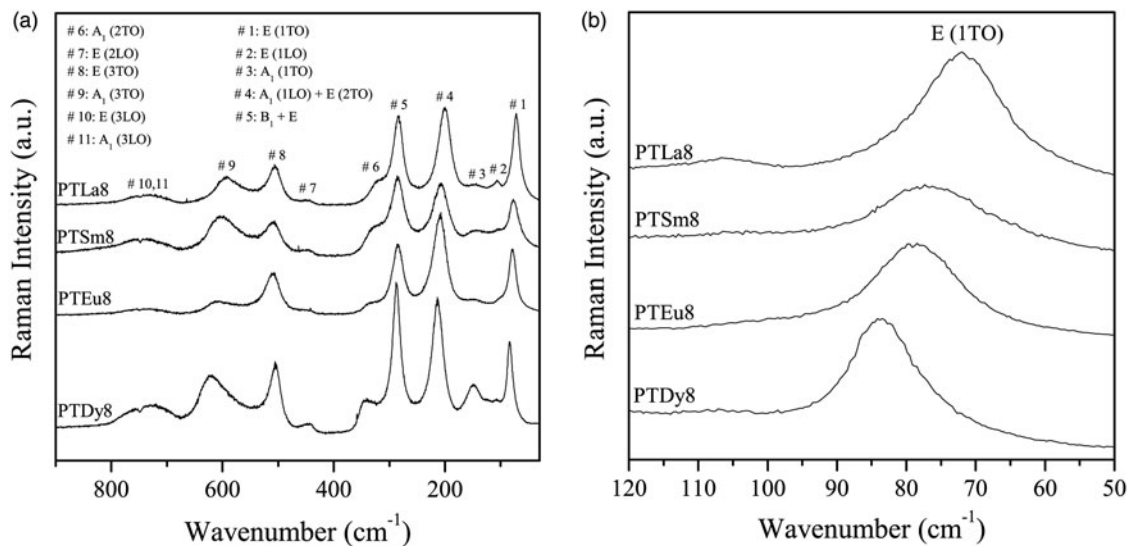 (a)
# 6: A1 (2TO)
# 7: E (2LO)
# 8: E (3TO)
# 9: A1 (3TO)
# 10: E (3LO)
# 11: A1 (3LO)
# 1: E (1TO)
# 2: E (1LO)
# 3: A1 (1TO)
# 4: A1 (1LO) + E (2TO)
# 5: B1 + E
# 10,11
# 9
# 8
# 7
# 6
# 5
# 4
# 3
# 2
# 1
PTLa8
PTSm8
PTEu8
PTDy8
Raman Intensity (a.u.)
800 600 400 200
Wavenumber (cm-1)
(b)
E (1TO)
PTLa8
PTSm8
PTEu8
PTDy8
Raman Intensity (a.u.)
120 110 100 90 80 70 60 50
Wavenumber (cm-1)